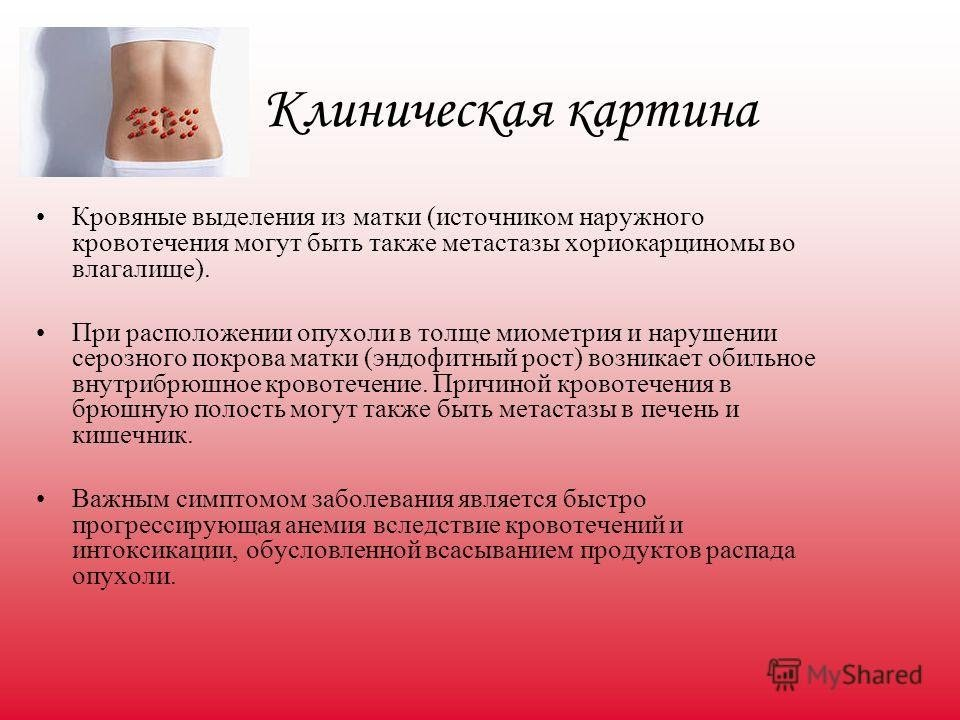 SOS
Клиническая картина
• Кровяные выделения из матки (источником наружного
кровотечения могут быть также метастазы хориокарциномы во
влагалище).
• При расположении опухоли в толще миометрия и нарушении
серозного покрова матки (эндофитный рост) возникает обильное
внутрибрюшное кровотечение. Причиной кровотечения в
брюшную полость могут также быть метастазы в печень и
кишечник.
• Важным симптомом заболевания является быстро
прогрессирующая анемия вследствие кровотечений и
интоксикации, обусловленной всасыванием продуктов распада
опухоли.
MyShared